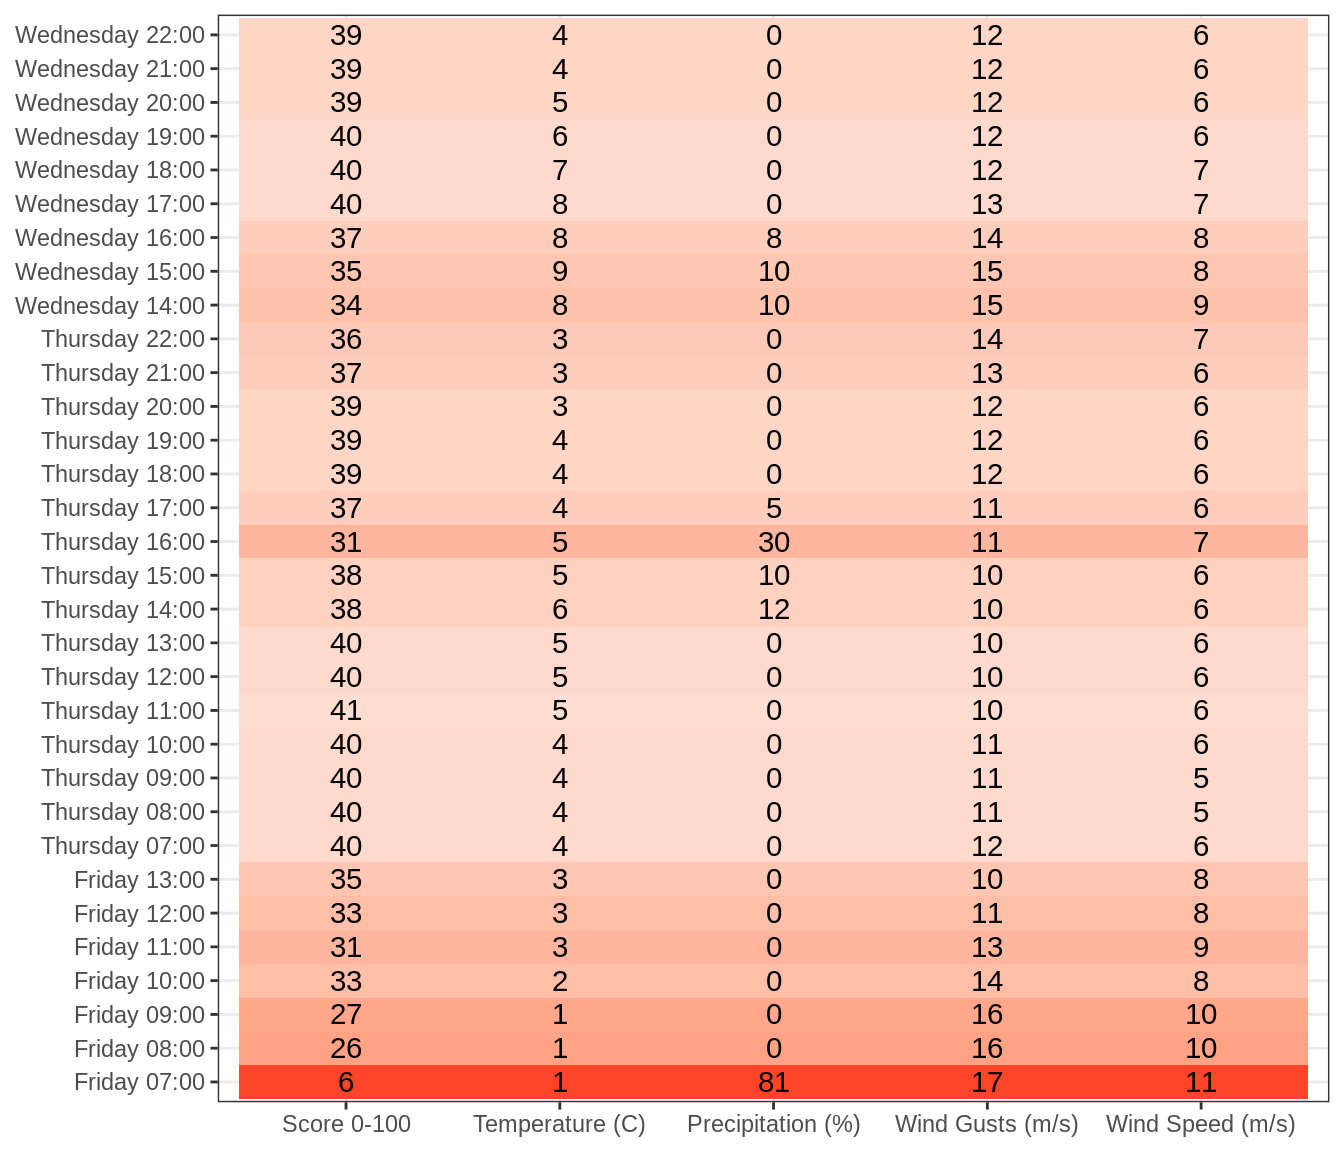 Wednesday 22:00 39 4 0 12 6
Wednesday 21:00 39 4 0 12 6
Wednesday 20:00 39 5 0 12 6
Wednesday 19:00 40 6 0 12 6
Wednesday 18:00 40 7 0 12 7
Wednesday 17:00 40 8 0 13 7
Wednesday 16:00 37 8 8 14 8
Wednesday 15:00 35 9 10 15 8
Wednesday 14:00 34 8 10 15 9
Thursday 22:00 36 3 0 14 7
Thursday 21:00 37 3 0 13 6
Thursday 20:00 39 3 0 12 6
Thursday 19:00 39 4 0 12 6
Thursday 18:00 39 4 0 12 6
Thursday 17:00 37 4 5 11 6
Thursday 16:00 31 5 30 11 7
Thursday 15:00 38 5 10 10 6
Thursday 14:00 38 6 12 10 6
Thursday 13:00 40 5 0 10 6
Thursday 12:00 40 5 0 10 6
Thursday 11:00 41 5 0 10 6
Thursday 10:00 40 4 0 11 6
Thursday 09:00 40 4 0 11 5
Thursday 08:00 40 4 0 11 5
Thursday 07:00 40 4 0 12 6
Friday 13:00 35 3 0 10 8
Friday 12:00 33 3 0 11 8
Friday 11:00 31 3 0 13 9
Friday 10:00 33 2 0 14 8
Friday 09:00 27 1 0 16 10
Friday 08:00 26 1 0 16 10
Friday 07:00 6 1 81 17 11
Score 0-100 Temperature (C) Precipitation (%) Wind Gusts (m/s) Wind Speed (m/s)